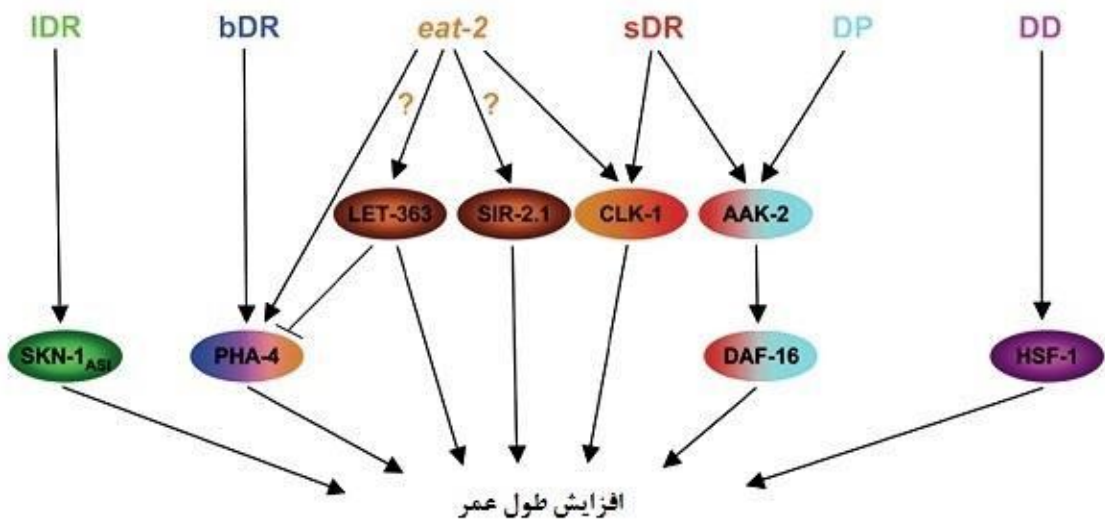 lDR bDR eat-2 sDR DP DD
? ?
LET-363 SIR-2.1 CLK-1 AAK-2
SKN-1ASI PHA-4 DAF-16 HSF-1
افزایش طول عمر